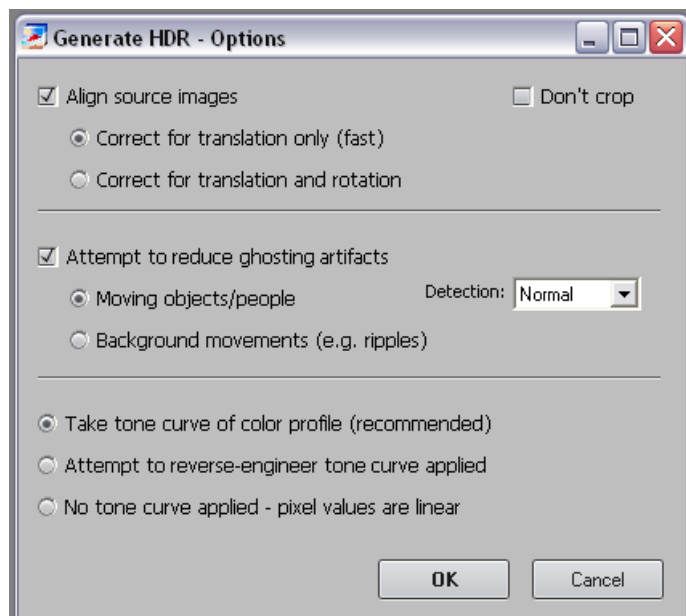 Generate HDR - Options
Align source images Don't crop
Correct for translation only (fast)
Correct for translation and rotation
Attempt to reduce ghosting artifacts
Moving objects/people Detection: Normal
Background movements (e.g. ripples)
Take tone curve of color profile (recommended)
Attempt to reverse-engineer tone curve applied
No tone curve applied - pixel values are linear
OK Cancel